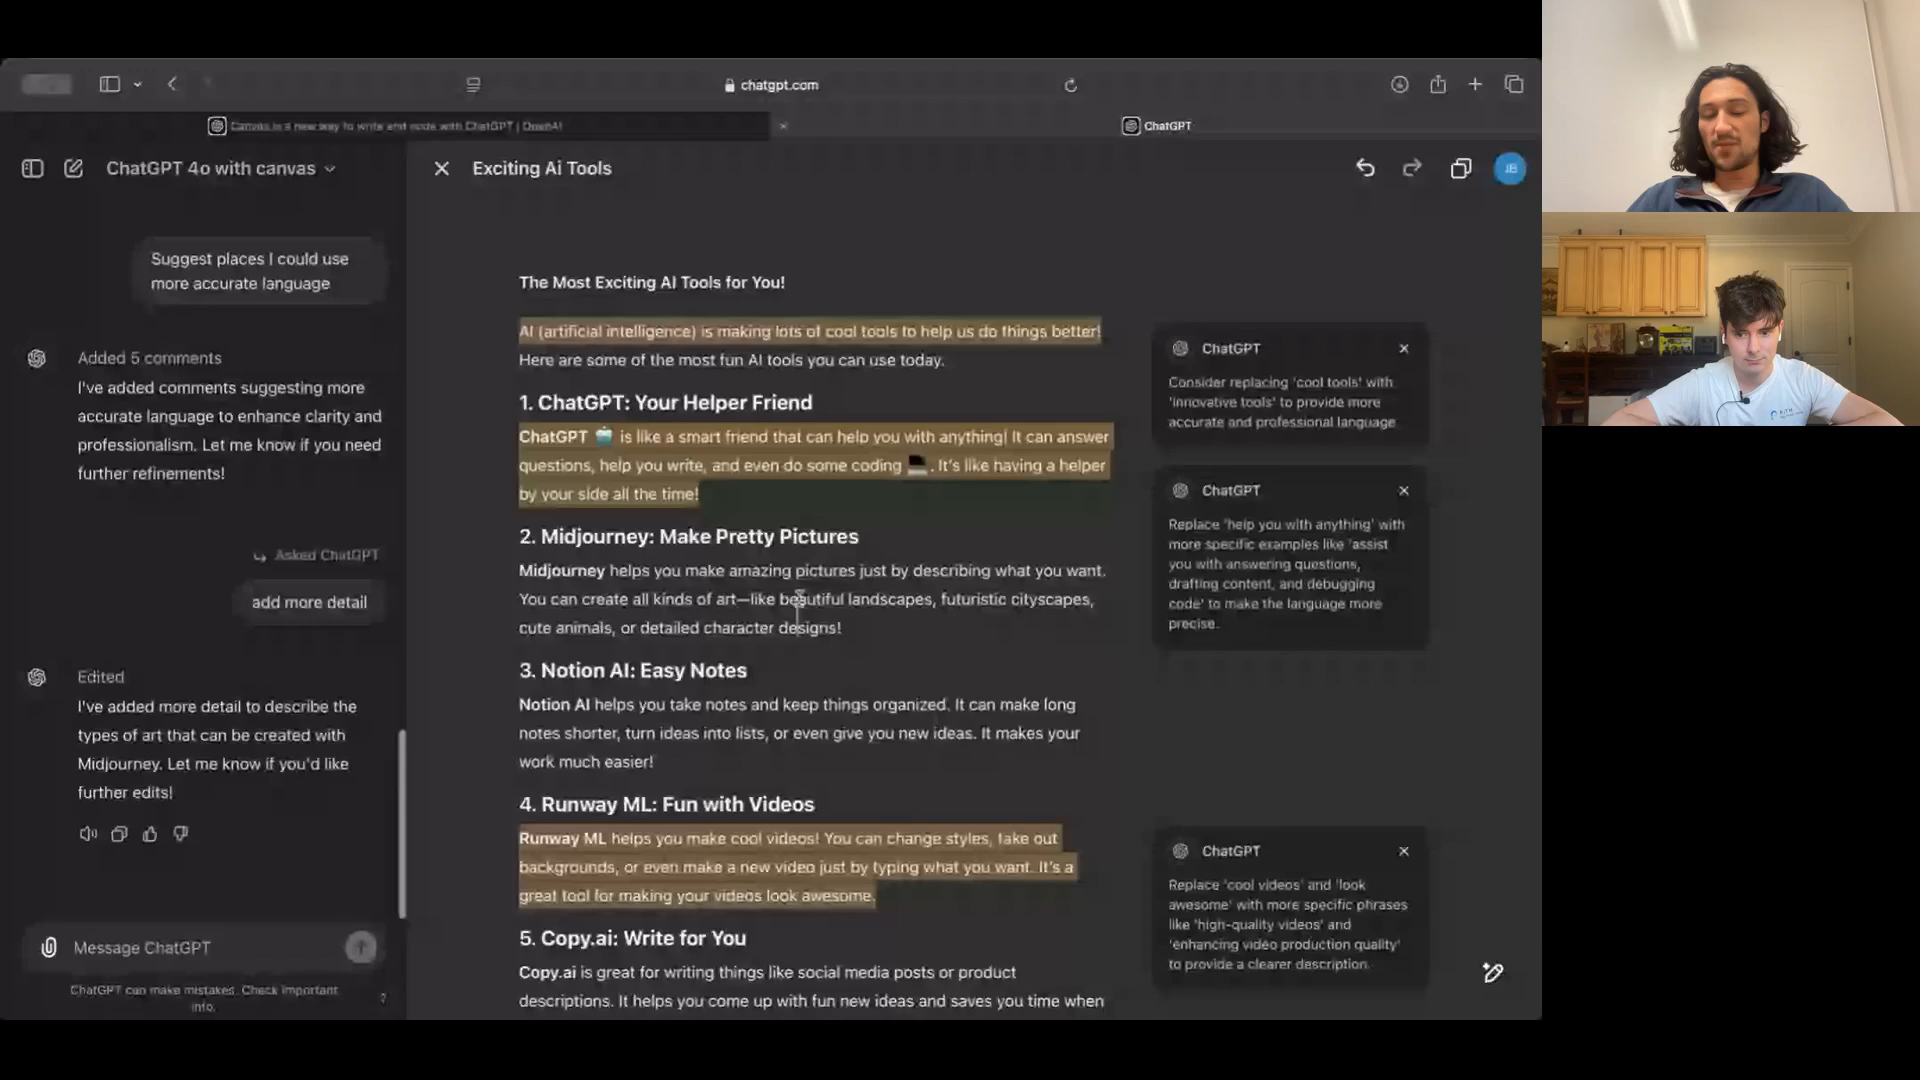 chatgpt.com
Canvas is a new way to write and code with ChatGPT | OpenAI
ChatGPT
ChatGPT 4o with canvas
Exciting Ai Tools
JB
Suggest places I could use
more accurate language
Added 5 comments
I've added comments suggesting more
accurate language to enhance clarity and
professionalism. Let me know if you need
further refinements!
Asked ChatGPT
add more detail
Edited
I've added more detail to describe the
types of art that can be created with
Midjourney. Let me know if you'd like
further edits!
Message ChatGPT
ChatGPT can make mistakes. Check important
info.
?
The Most Exciting AI Tools for You!
AI (artificial intelligence) is making lots of cool tools to help us do things better!
Here are some of the most fun AI tools you can use today.
1. ChatGPT: Your Helper Friend
ChatGPT is like a smart friend that can help you with anything! It can answer
questions, help you write, and even do some coding . It's like having a helper
by your side all the time!
2. Midjourney: Make Pretty Pictures
Midjourney helps you make amazing pictures just by describing what you want.
You can create all kinds of art—like beautiful landscapes, futuristic cityscapes,
cute animals, or detailed character designs!
3. Notion AI: Easy Notes
Notion AI helps you take notes and keep things organized. It can make long
notes shorter, turn ideas into lists, or even give you new ideas. It makes your
work much easier!
4. Runway ML: Fun with Videos
Runway ML helps you make cool videos! You can change styles, take out
backgrounds, or even make a new video just by typing what you want. It's a
great tool for making your videos look awesome.
5. Copy.ai: Write for You
Copy.ai is great for writing things like social media posts or product
descriptions. It helps you come up with fun new ideas and saves you time when
ChatGPT
Consider replacing 'cool tools' with
'innovative tools' to provide more
accurate and professional language
ChatGPT
Replace 'help you with anything' with
more specific examples like 'assist
you with answering questions,
drafting content, and debugging
code' to make the language more
precise.
ChatGPT
Replace 'cool videos' and 'look
awesome' with more specific phrases
like 'high-quality videos' and
'enhancing video production quality'
to provide a clearer description.